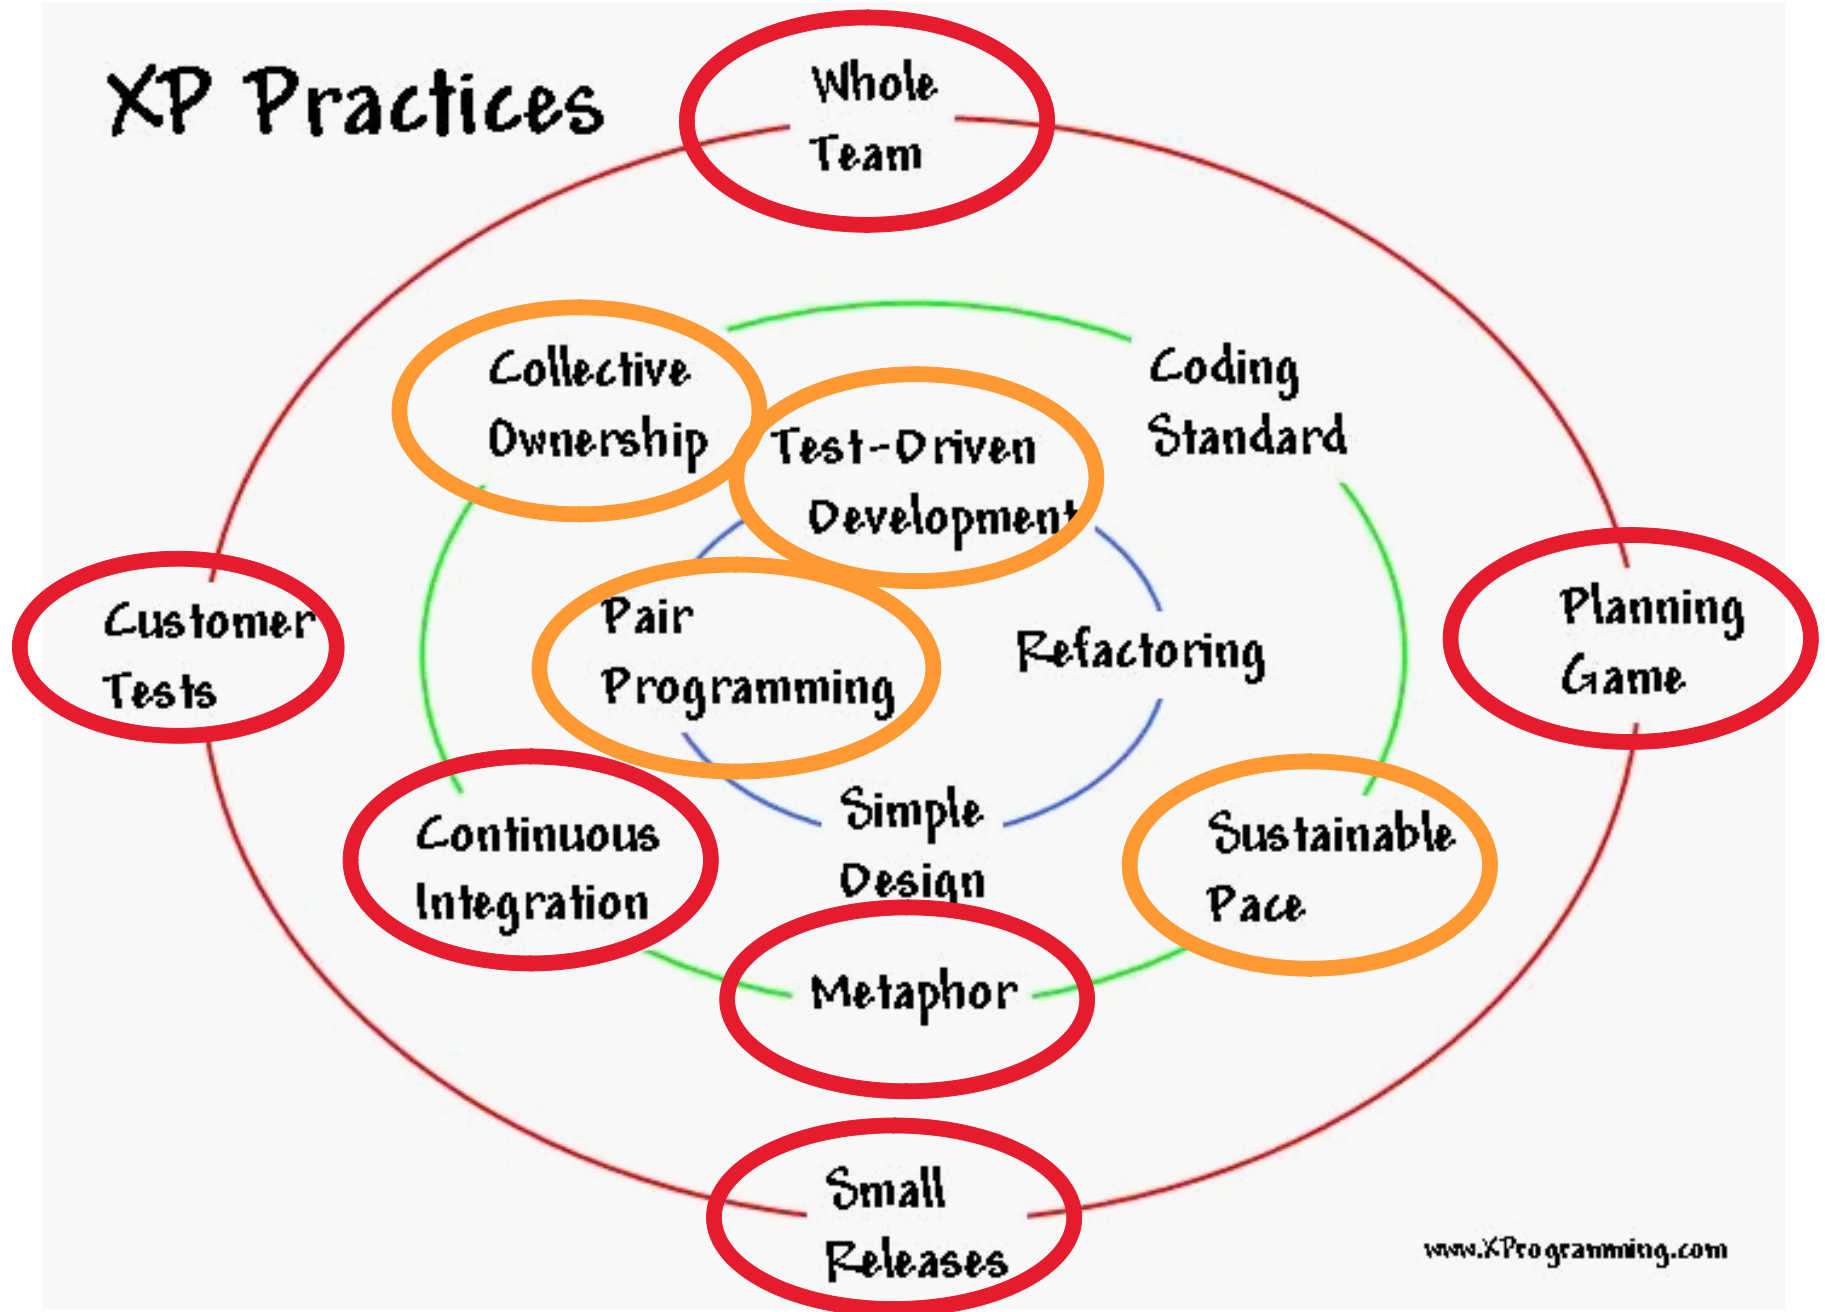 XP Practices
Whole
Team
Collective
Ownership
Test-Driven
Development
Coding
Standard
Customer
Tests
Pair
Programming
Refactoring
Planning
Game
Continuous
Integration
Simple
Design
Sustainable
Pace
Metaphor
Small
Releases
www.XProgramming.com